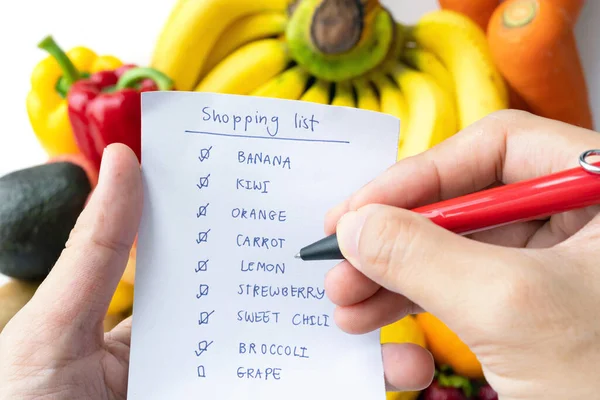 Shopping list
☑ BANANA
☑ KIWI
☑ ORANGE
☑ CARROT
☑ LEMON
☑ STREWBERRY
☑ SWEET CHILI
☑ BROCCOLI
☐ GRAPE